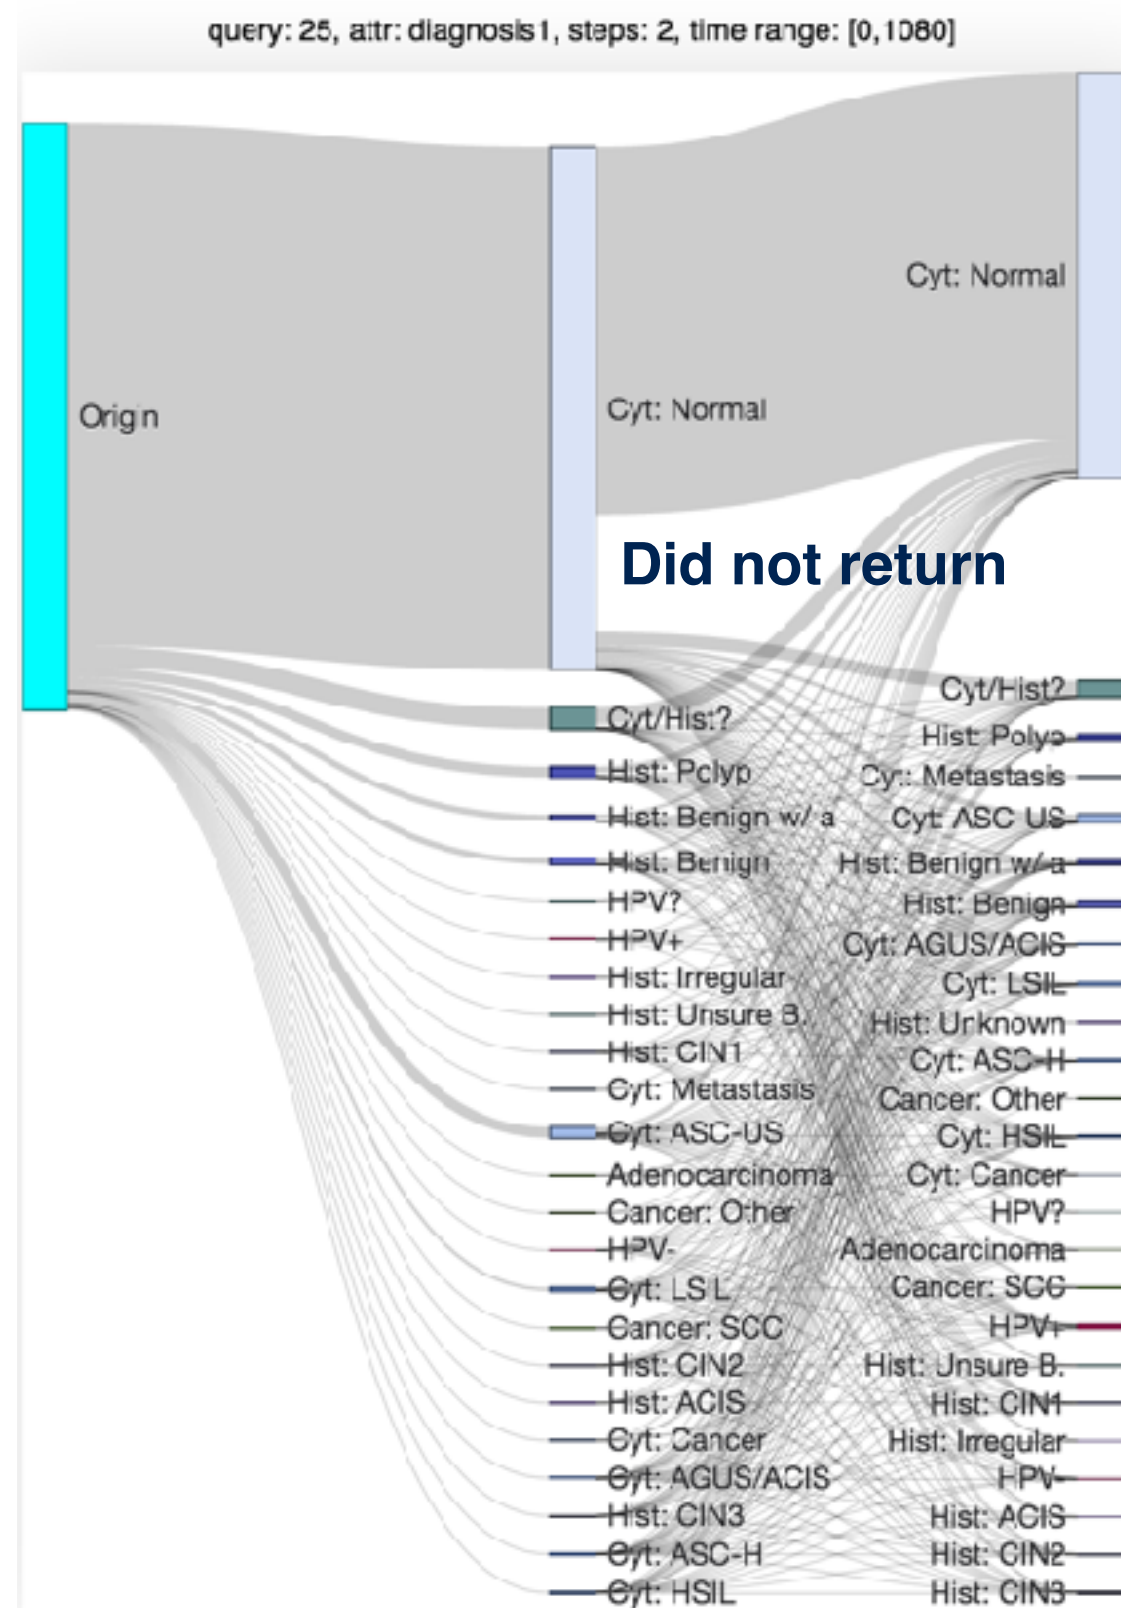 query: 25, attr: diagnosis1, steps: 2, time range: [0,1080]
Cyt: Normal
Origin
Cyt: Normal
Did not return
Cyt/Hist?
Cyt/Hist?
Hist: Polyp
Hist: Polyp
Cyt: Metastasis
Hist: Benign w/ a
Cyt: ASC-US
Hist: Benign
Hist: Benign w/ a
HPV?
Hist: Benign
HPV+
Cyt: AGUS/ACIS
Hist: Irregular
Cyt: LSIL
Hist: Unsure B.
Hist: Unknown
Hist: CIN1
Cyt: ASC-H
Cyt: Metastasis
Cancer: Other
Cyt: ASC-US
Cyt: HSIL
Adenocarcinoma
Cyt: Cancer
Cancer: Other
HPV?
HPV-
Adenocarcinoma
Cyt: LSIL
Cancer: SCC
Cancer: SCC
HPV+
Hist: CIN2
Hist: Unsure B.
Hist: ACIS
Hist: CIN1
Cyt: Cancer
Hist: Irregular
Cyt: AGUS/ACIS
HPV-
Hist: CIN3
Hist: ACIS
Cyt: ASC-H
Hist: CIN2
Cyt: HSIL
Hist: CIN3